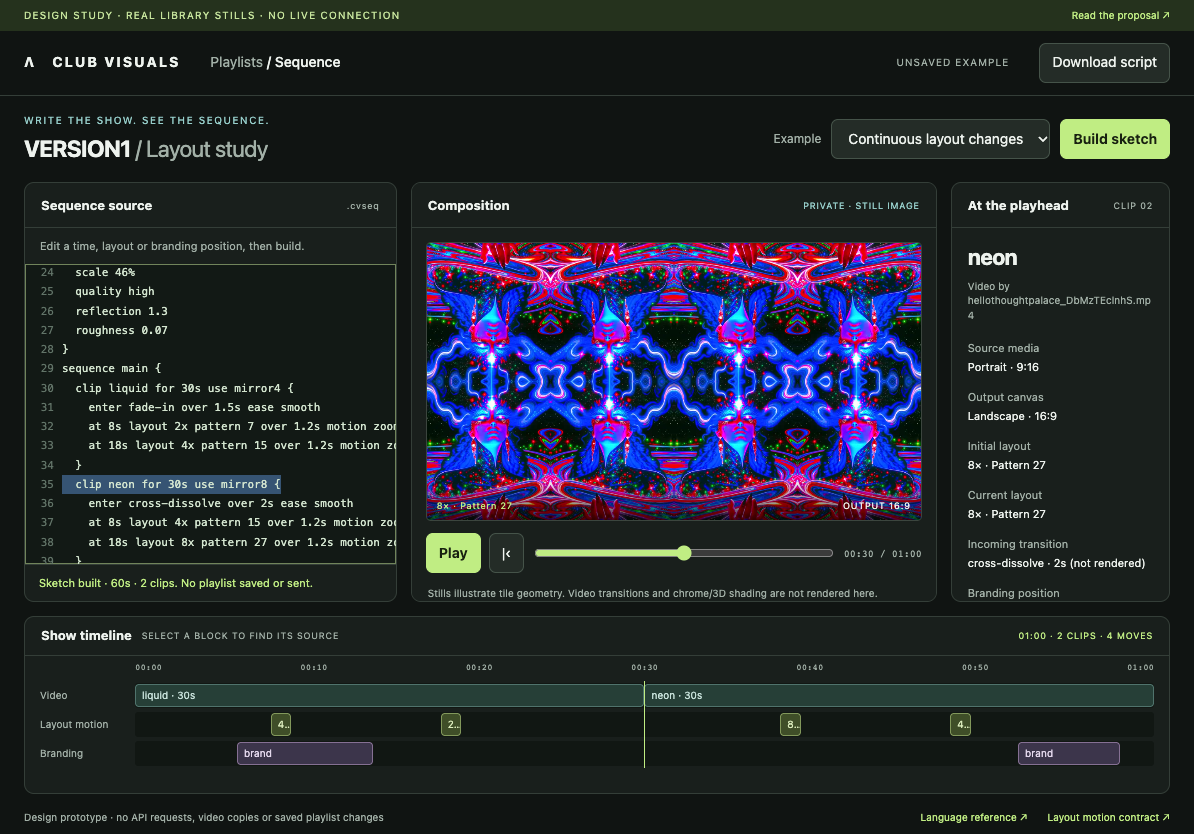 DESIGN STUDY · REAL LIBRARY STILLS · NO LIVE CONNECTION
Read the proposal ↗
Λ CLUB VISUALS
Playlists / Sequence
UNSAVED EXAMPLE
Download script
WRITE THE SHOW. SEE THE SEQUENCE.
VERSION1 / Layout study
Example
Continuous layout changes
Build sketch
Sequence source
.cvseq
Edit a time, layout or branding position, then build.
24 scale 46%
25 quality high
26 reflection 1.3
27 roughness 0.07
28 }
29 sequence main {
30 clip liquid for 30s use mirror4 {
31 enter fade-in over 1.5s ease smooth
32 at 8s layout 2x pattern 7 over 1.2s motion zoo
33 at 18s layout 4x pattern 15 over 1.2s motion zo
34 }
35 clip neon for 30s use mirror8 {
36 enter cross-dissolve over 2s ease smooth
37 at 8s layout 4x pattern 15 over 1.2s motion zo
38 at 18s layout 8x pattern 27 over 1.2s motion zo
39 }
Sketch built · 60s · 2 clips. No playlist saved or sent.
Composition
PRIVATE · STILL IMAGE
8× · Pattern 27
OUTPUT 16:9
Play
|‹
00:30 / 01:00
Stills illustrate tile geometry. Video transitions and chrome/3D shading are not rendered here.
At the playhead
CLIP 02
neon
Video by
hellothoughtpalace_DbMzTEclnhS.mp
4
Source media
Portrait · 9:16
Output canvas
Landscape · 16:9
Initial layout
8× · Pattern 27
Current layout
8× · Pattern 27
Incoming transition
cross-dissolve · 2s (not rendered)
Branding position
Show timeline
SELECT A BLOCK TO FIND ITS SOURCE
01:00 · 2 CLIPS · 4 MOVES
00:00 00:10 00:20 00:30 00:40 00:50 01:00
Video
liquid · 30s
neon · 30s
Layout motion
4..
2..
8..
4..
Branding
brand
brand
Design prototype · no API requests, video copies or saved playlist changes
Language reference ↗
Layout motion contract ↗